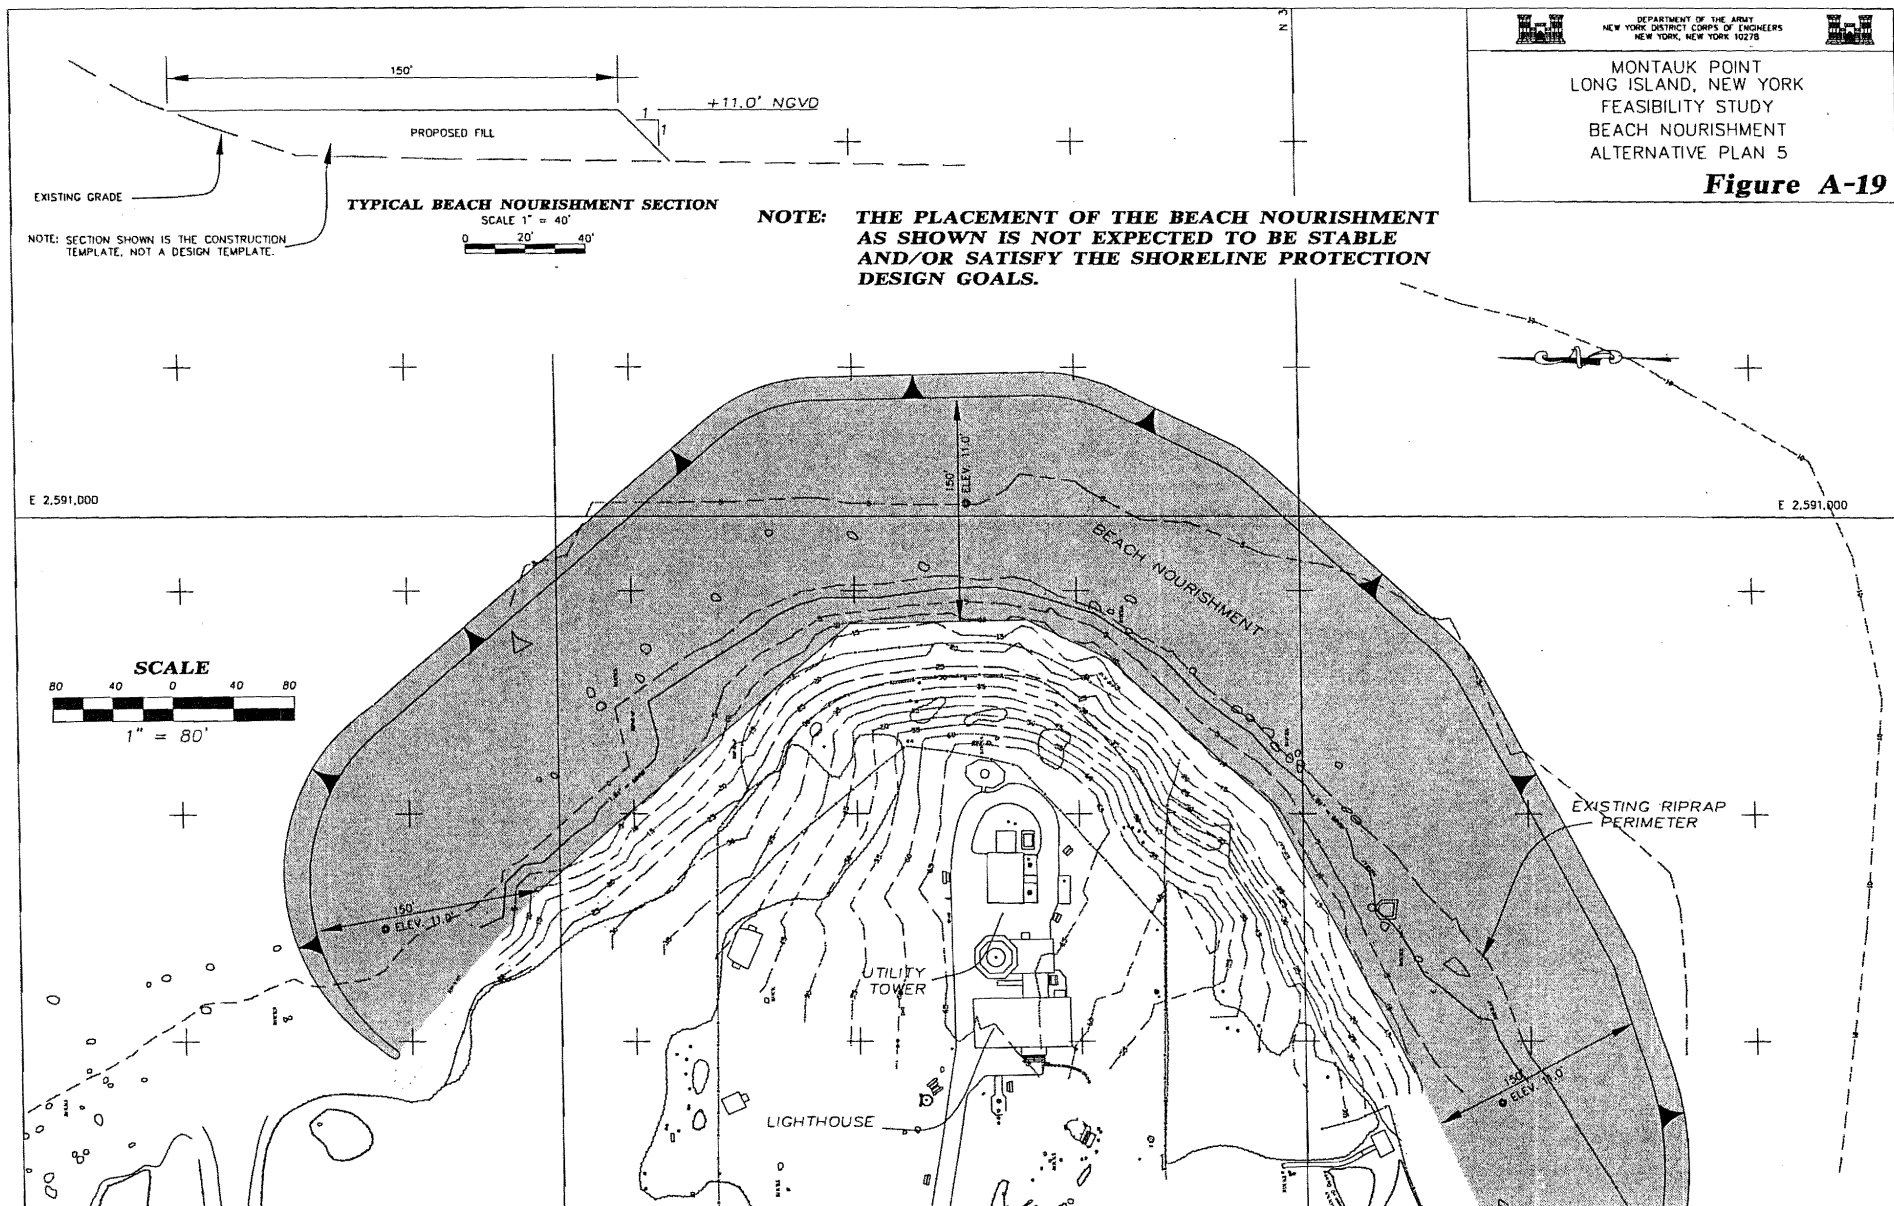 DEPARTMENT OF THE ARMY
NEW YORK DISTRICT CORPS OF ENGINEERS
NEW YORK, NEW YORK 10278
MONTAUK POINT
LONG ISLAND, NEW YORK
FEASIBILITY STUDY
BEACH NOURISHMENT
ALTERNATIVE PLAN 5
Figure A-19
N 3
150'
+11.0' NGVD
1
1
PROPOSED FILL
EXISTING GRADE
NOTE: SECTION SHOWN IS THE CONSTRUCTION
TEMPLATE, NOT A DESIGN TEMPLATE.
TYPICAL BEACH NOURISHMENT SECTION
SCALE 1" = 40'
0 20' 40'
NOTE: THE PLACEMENT OF THE BEACH NOURISHMENT
AS SHOWN IS NOT EXPECTED TO BE STABLE
AND/OR SATISFY THE SHORELINE PROTECTION
DESIGN GOALS.
E 2,591,000
E 2,591,000
150'
ELEV. 11.0'
BEACH NOURISHMENT
SCALE
80 40 0 40 80
1" = 80'
EXISTING RIPRAP
PERIMETER
150'
ELEV. 11.0'
UTILITY
TOWER
LIGHTHOUSE
150'
ELEV. 11.0